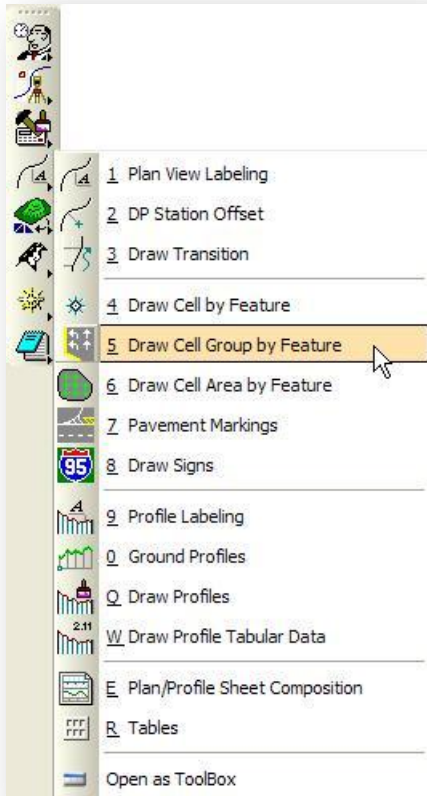 1 Plan View Labeling
2 DP Station Offset
3 Draw Transition
4 Draw Cell by Feature
5 Draw Cell Group by Feature
6 Draw Cell Area by Feature
7 Pavement Markings
95 8 Draw Signs
A 9 Profile Labeling
0 Ground Profiles
Q Draw Profiles
2.11 W Draw Profile Tabular Data
E Plan/Profile Sheet Composition
R Tables
Open as ToolBox